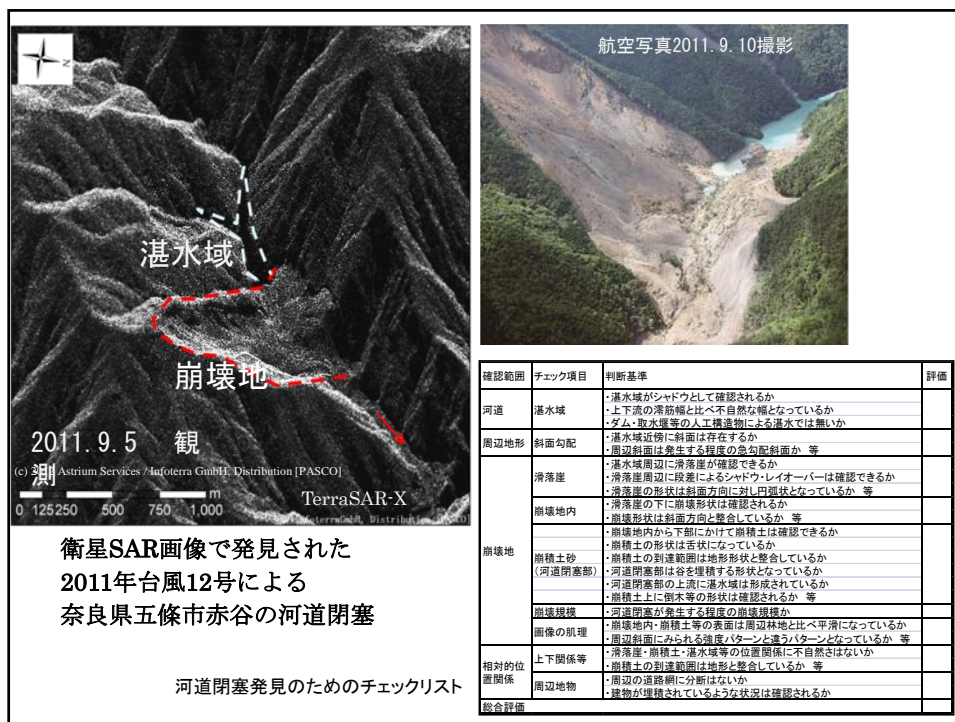 N
湛水域
崩壊地
2011.9.5 観
測
(c) Astrium Services / Infoterra GmbH, Distribution [PASCO]
m
0 125 250 500 750 1,000
TerraSAR-X
航空写真2011.9.10撮影
衛星SAR画像で発見された
2011年台風12号による
奈良県五條市赤谷の河道閉塞
河道閉塞発見のためのチェックリスト
確認範囲 チェック項目 判断基準 評価
河道 湛水域
・湛水域がシャドウとして確認されるか
・上下流の澪筋幅と比べ不自然な幅となっているか
・ダム・取水堰等の人工構造物による湛水では無いか
周辺地形 斜面勾配
・湛水域近傍に斜面は存在するか
・周辺斜面は発生する程度の急勾配斜面か 等
崩壊地
滑落崖
・湛水域周辺に滑落崖が確認できるか
・滑落崖周辺に段差によるシャドウ・レイオーバーは確認できるか
・滑落崖の形状は斜面方向に対し円弧状となっているか 等
崩壊地内
・滑落崖の下に崩壊形状は確認されるか
・崩壊形状は斜面方向と整合しているか 等
崩積土砂
(河道閉塞部)
・崩壊地内から下部にかけて崩積土は確認できるか
・崩積土の形状は舌状になっているか
・崩積土の到達範囲は地形形状と整合しているか
・河道閉塞部は谷を埋積する形状となっているか
・河道閉塞部の上流に湛水域は形成されているか
・崩積土上に倒木等の形状は確認されるか 等
崩壊規模 ・河道閉塞が発生する程度の崩壊規模か
画像の肌理
・崩壊地内・崩積土等の表面は周辺林地と比べ平滑になっているか
・周辺斜面にみられる強度パターンと違うパターンとなっているか 等
相対的位
置関係
上下関係等
・滑落崖・崩積土・湛水域等の位置関係に不自然さはないか
・崩積土の到達範囲は地形と整合しているか 等
周辺地物
・周辺の道路網に分断はないか
・建物が埋積されているような状況は確認されるか
総合評価